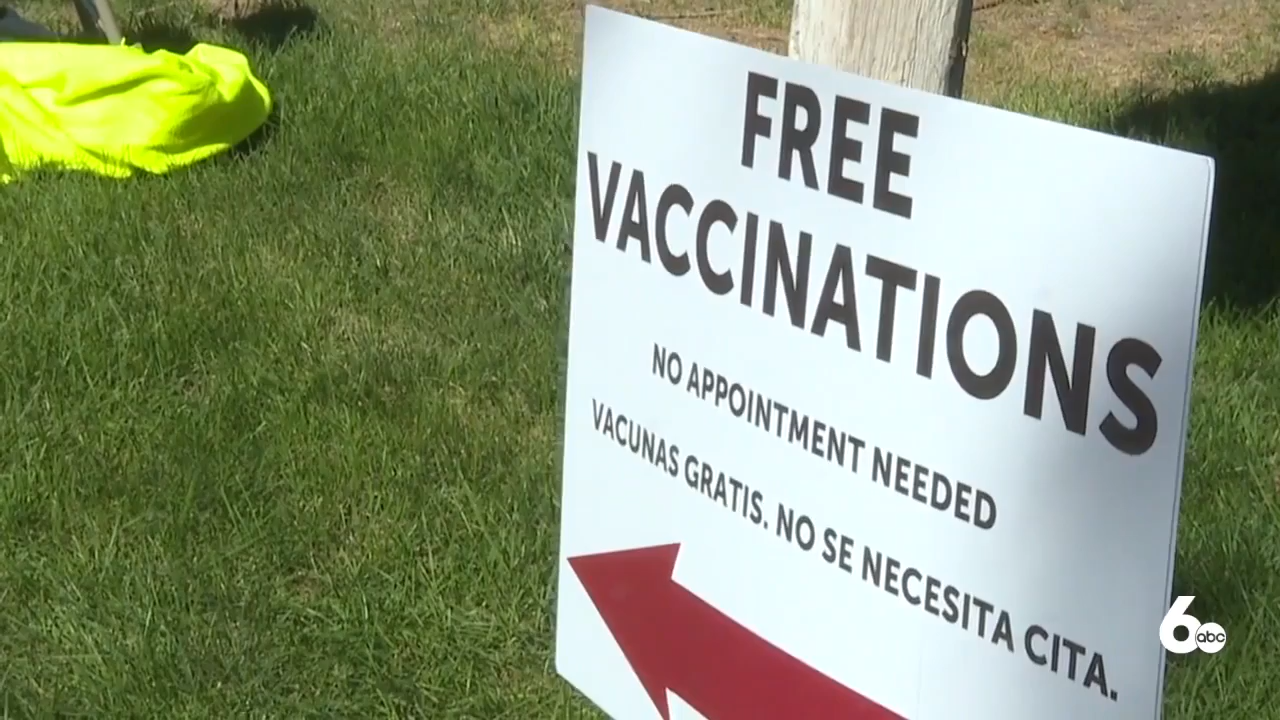 FREE
VACCINATIONS
NO APPOINTMENT NEEDED
VACUNAS GRATIS. NO SE NECESITA CITA.
6abc